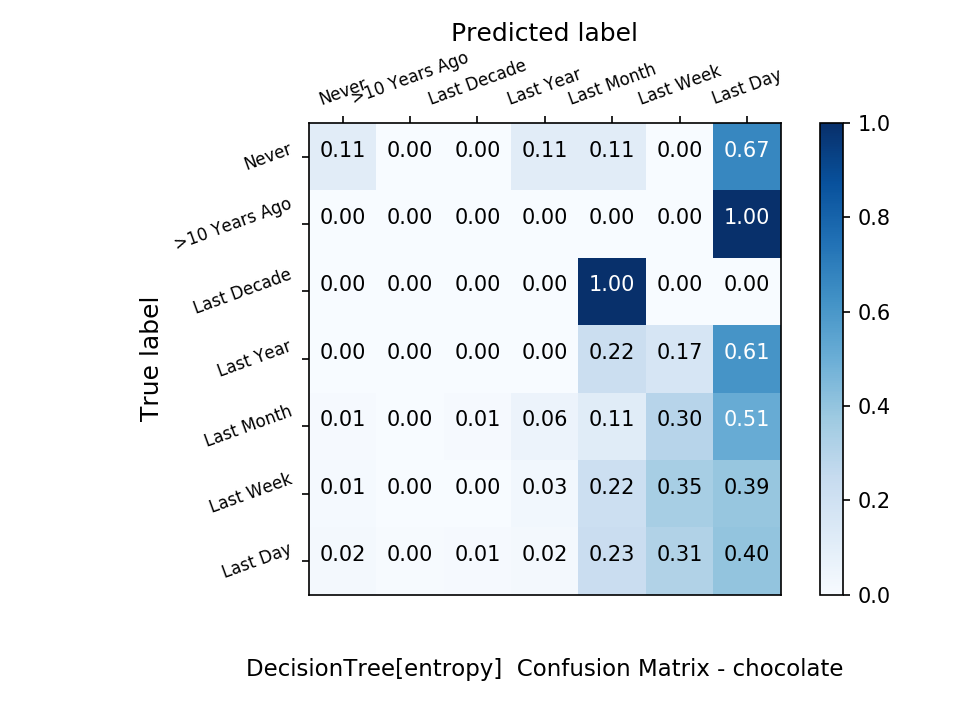 Predicted label
Never >10 Years Ago Last Decade Last Year Last Month Last Week Last Day
Never 0.11 0.00 0.00 0.11 0.11 0.00 0.67
>10 Years Ago 0.00 0.00 0.00 0.00 0.00 0.00 1.00
Last Decade 0.00 0.00 0.00 0.00 1.00 0.00 0.00
Last Year 0.00 0.00 0.00 0.00 0.22 0.17 0.61
Last Month 0.01 0.00 0.01 0.06 0.11 0.30 0.51
Last Week 0.01 0.00 0.00 0.03 0.22 0.35 0.39
Last Day 0.02 0.00 0.01 0.02 0.23 0.31 0.40
True label
1.0
0.8
0.6
0.4
0.2
0.0
DecisionTree[entropy]  Confusion Matrix - chocolate